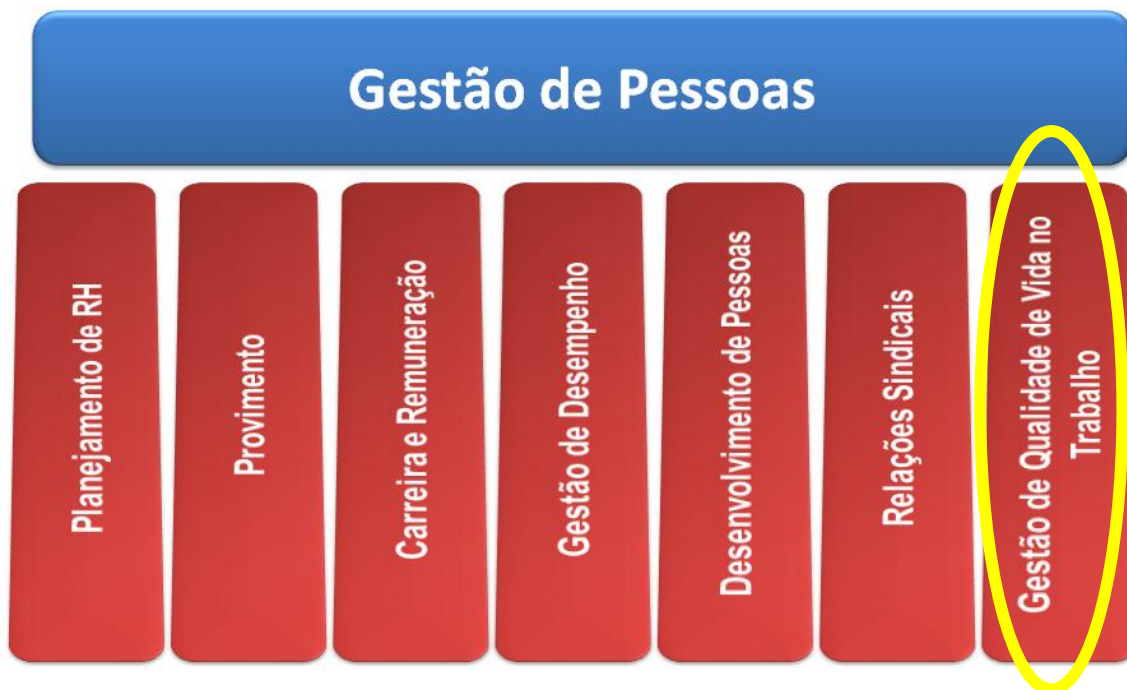 Gestão de Pessoas
Planejamento de RH
Provimento
Carreira e Remuneração
Gestão de Desempenho
Desenvolvimento de Pessoas
Relações Sindicais
Gestão de Qualidade de Vida no
Trabalho